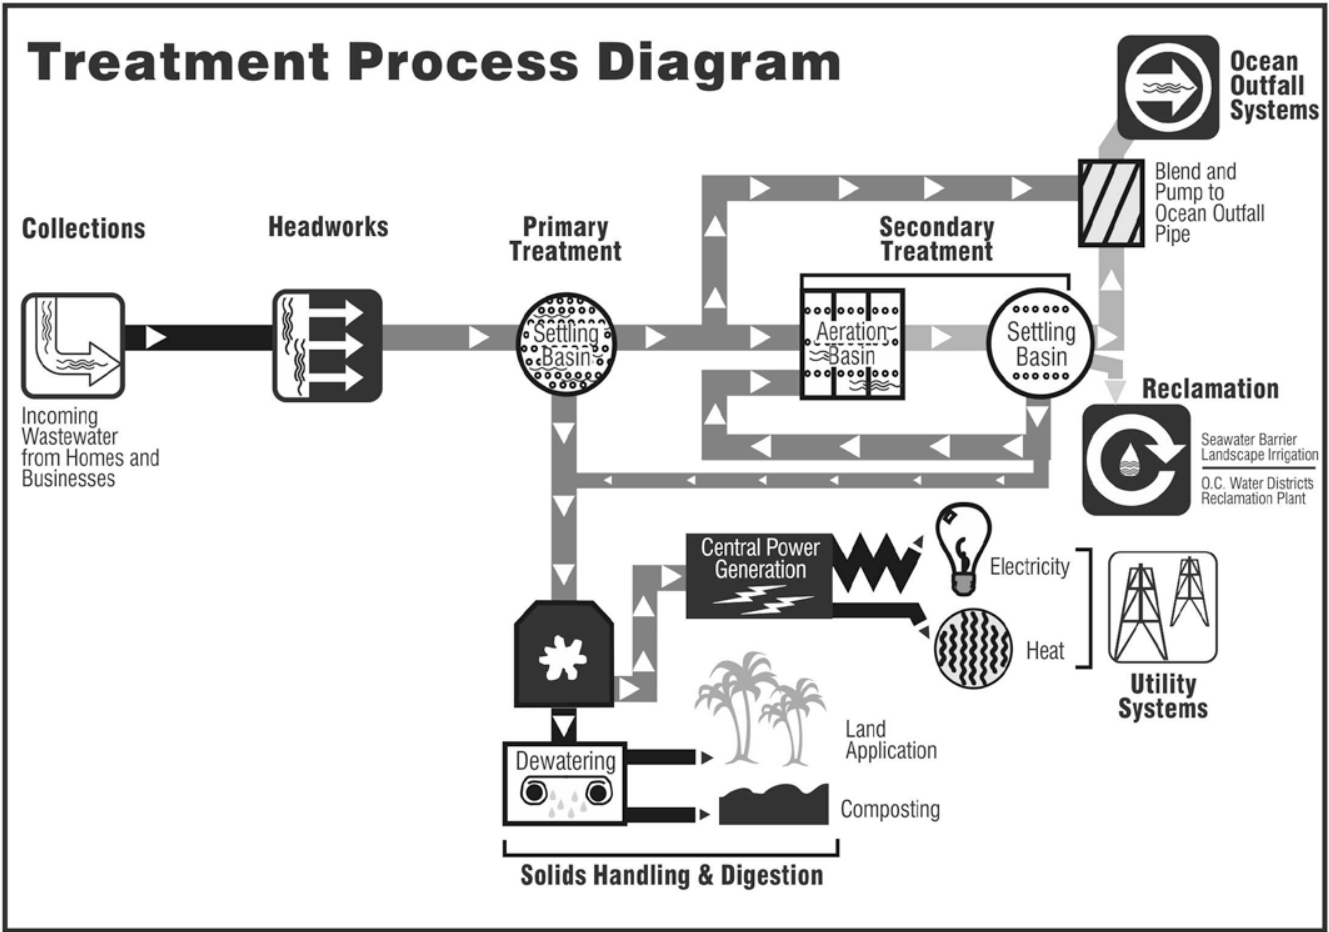 Treatment Process Diagram
Ocean
Outfall
Systems
Blend and
Pump to
Ocean Outfall
Pipe
Collections
Headworks
Primary
Treatment
Secondary
Treatment
Settling
Basin
Aeration
Basin
Settling
Basin
Incoming
Wastewater
from Homes and
Businesses
Reclamation
Seawater Barrier
Landscape Irrigation
O.C. Water Districts
Reclamation Plant
Central Power
Generation
Electricity
Heat
Utility
Systems
Land
Application
Dewatering
Composting
Solids Handling & Digestion